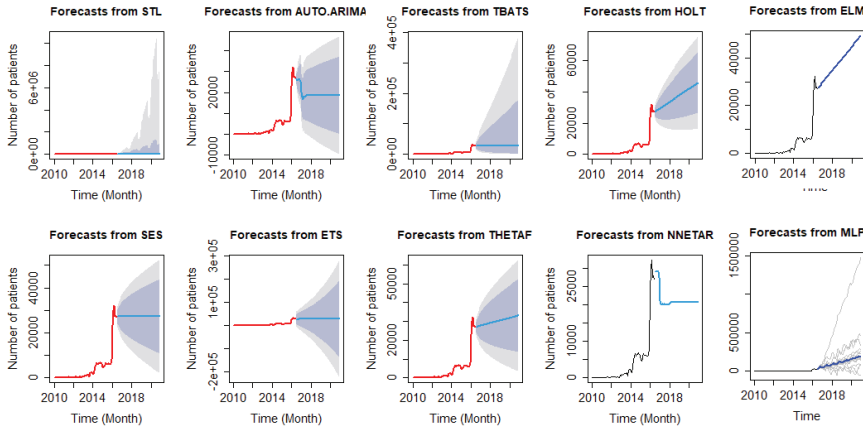 Forecasts from STL
Number of patients
0e+00
6e+06
2010
2014
2018
Time (Month)
Forecasts from AUTO.ARIMA
Number of patients
-10000
20000
2010
2014
2018
Time (Month)
Forecasts from TBATS
Number of patients
0e+00
2e+05
4e+05
2010
2014
2018
Time (Month)
Forecasts from HOLT
Number of patients
0
20000
60000
2010
2014
2018
Time (Month)
Forecasts from ELM
0
20000
40000
2010
2014
2018
Forecasts from SES
Number of patients
0
20000
40000
2010
2014
2018
Time (Month)
Forecasts from ETS
Number of patients
-2e+05
1e+05
3e+05
2010
2014
2018
Time (Month)
Forecasts from THETAF
Number of patients
0
20000
50000
2010
2014
2018
Time (Month)
Forecasts from NNETAR
Number of patients
0
10000
25000
2010
2014
2018
Time (Month)
Forecasts from MLP
0
500000
1500000
2010
2014
2018
Time